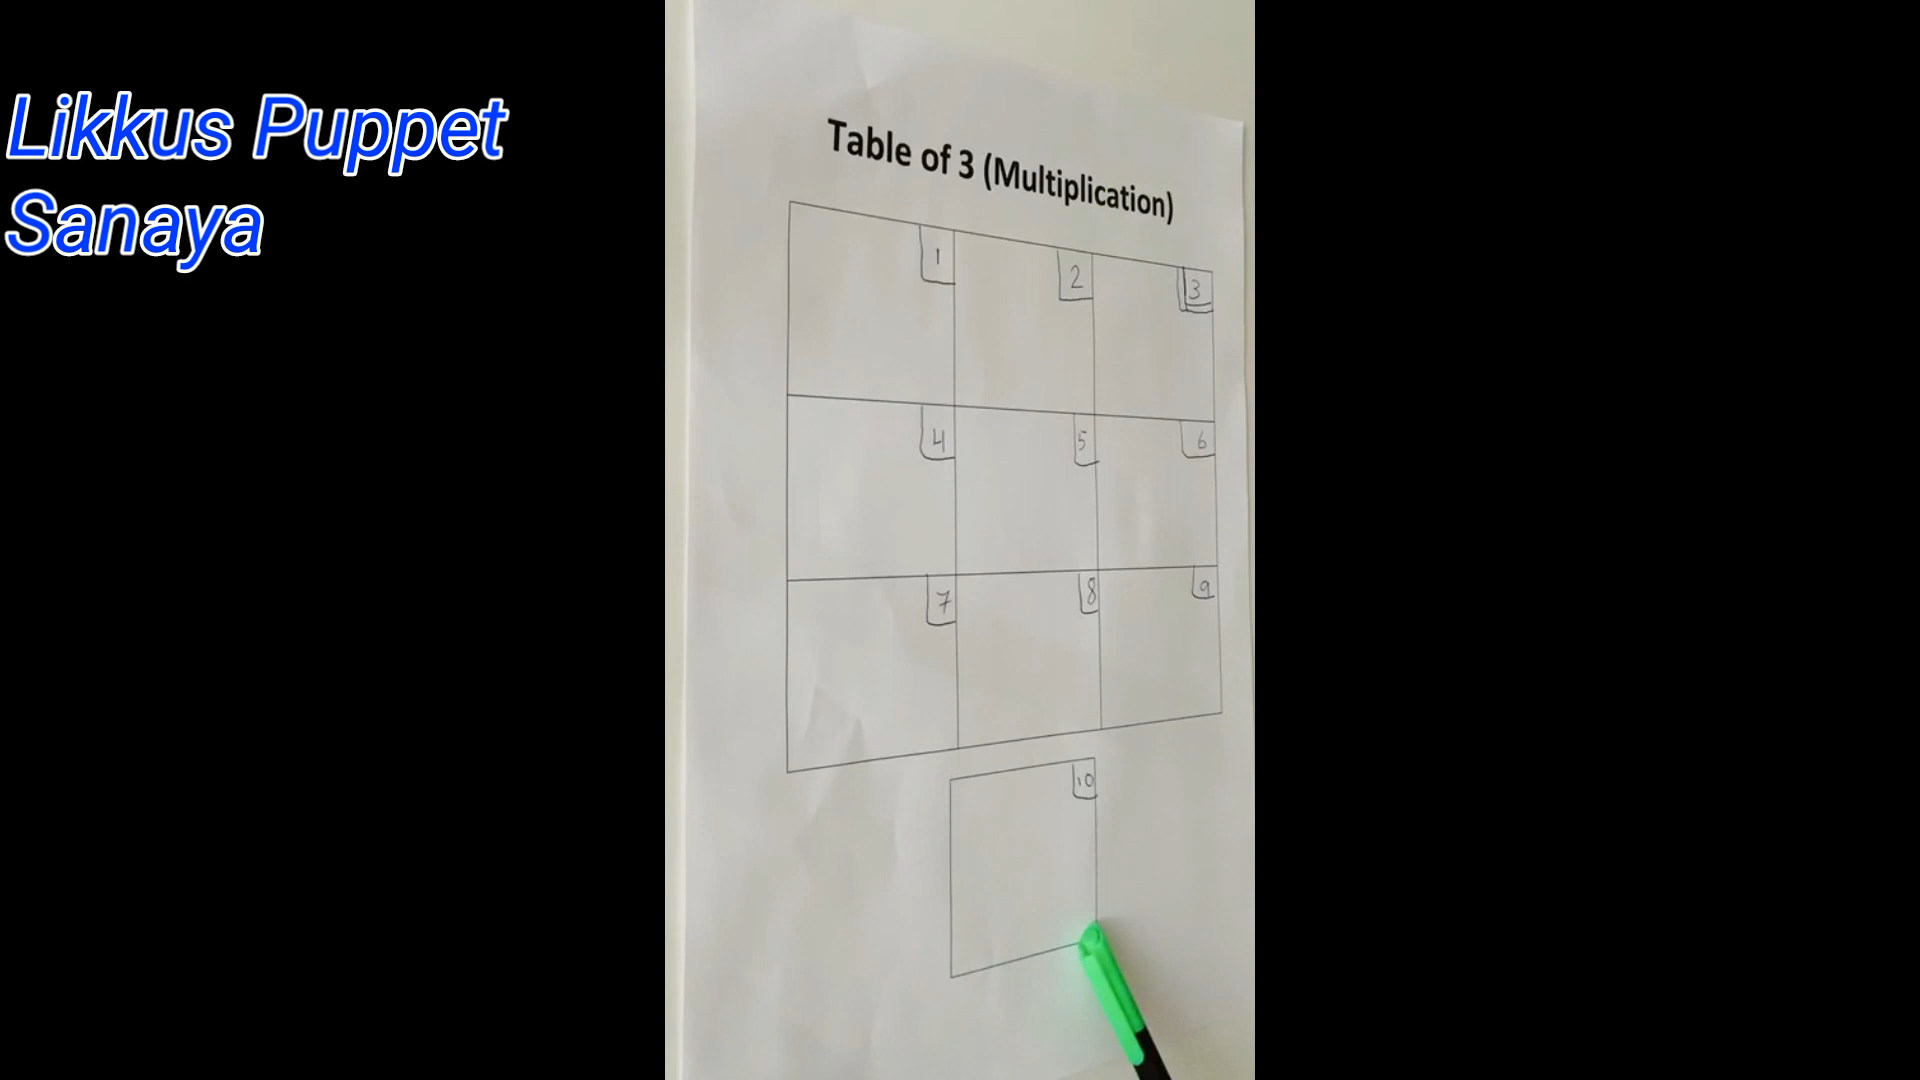 Likkus Puppet
Sanaya
Table of 3 (Multiplication)
1 2 3
4 5 6
7 8 9
10